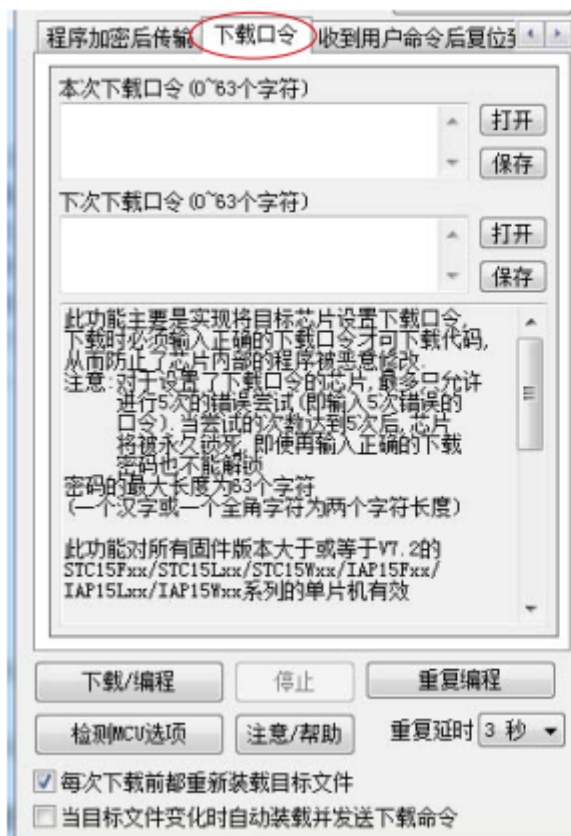 程序加密后传输 下载口令 收到用户命令后复位到
本次下载口令(0~63个字符)
打开
保存
下次下载口令(0~63个字符)
打开
保存
此功能主要是实现将目标芯片设置下载口令,
下载时必须输入正确的下载口令才可下载代码,
从而防止了芯片内部的程序被恶意修改.
注意:对于设置了下载口令的芯片,最多只允许
进行5次的错误尝试(即输入5次错误的
口令).当尝试的次数达到5次后,芯片
将被永久锁死,即使再输入正确的下载
密码也不能解锁
密码的最大长度为63个字符
(一个汉字或一个全角字符为两个字符长度)
此功能对所有固件版本大于或等于V7.2的
STC15Fxx/STC15Lxx/STC15Wxx/IAP15Fxx/
IAP15Lxx/IAP15Wxx系列的单片机有效
下载/编程 停止 重复编程
检测MCU选项 注意/帮助 重复延时 3 秒
每次下载前都重新装载目标文件
当目标文件变化时自动装载并发送下载命令